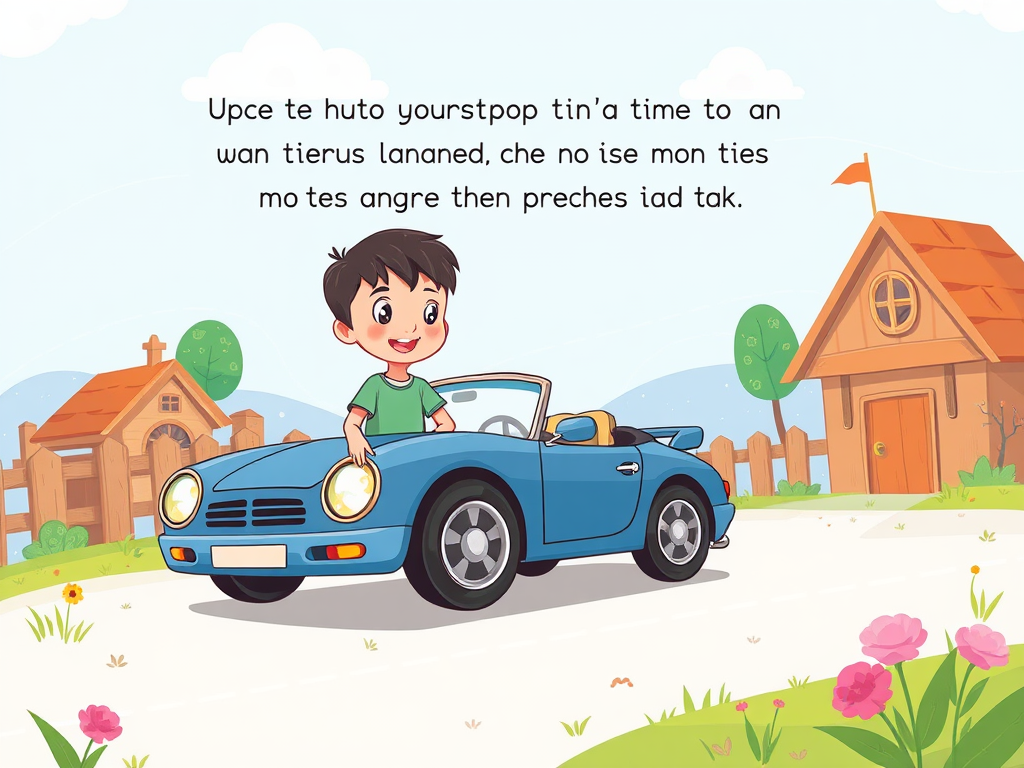 Upce te huto yourstpop tin'a time to an
wan tierus lananed, che no ise mon ties
mo tes angre then preches iad tak.